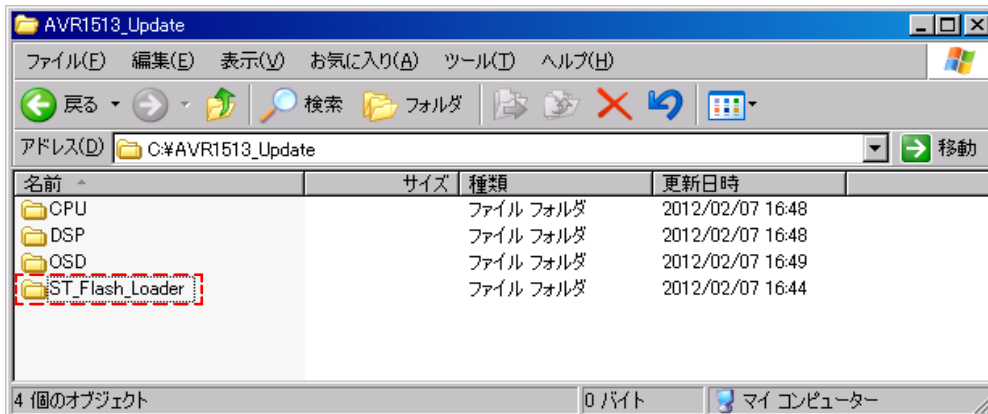 AVR1513_Update
ファイル(F) 編集(E) 表示(V) お気に入り(A) ツール(T) ヘルプ(H)
戻る 検索 フォルダ
アドレス(D) C:¥AVR1513_Update 移動
名前 サイズ 種類 更新日時
CPU ファイル フォルダ 2012/02/07 16:48
DSP ファイル フォルダ 2012/02/07 16:48
OSD ファイル フォルダ 2012/02/07 16:49
ST_Flash_Loader ファイル フォルダ 2012/02/07 16:44
4 個のオブジェクト 0 バイト マイ コンピューター